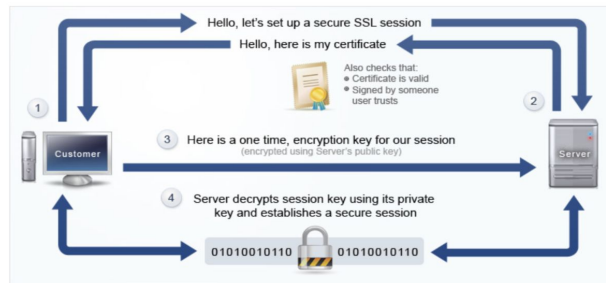 Hello, let's set up a secure SSL session
Hello, here is my certificate
Also checks that:
Certificate is valid
Signed by someone
user trusts
1
2
Customer
Server
3 Here is a one time, encryption key for our session
(encrypted using Server's public key)
4 Server decrypts session key using its private
key and establishes a secure session
01010010110 01010010110